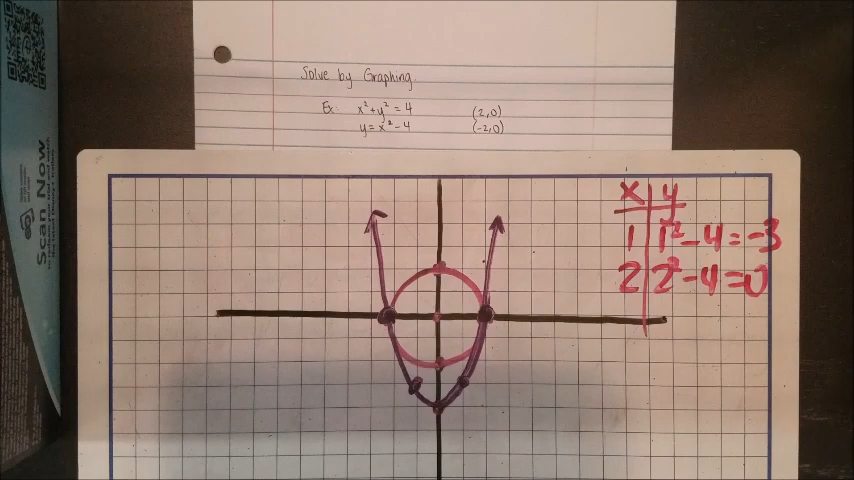 Solve by Graphing
Ex: x² + y² = 4 (2,0)
y = x² - 4 (-2,0)
x | y
1 | 1² - 4 = -3
2 | 2² - 4 = 0
Scan Now